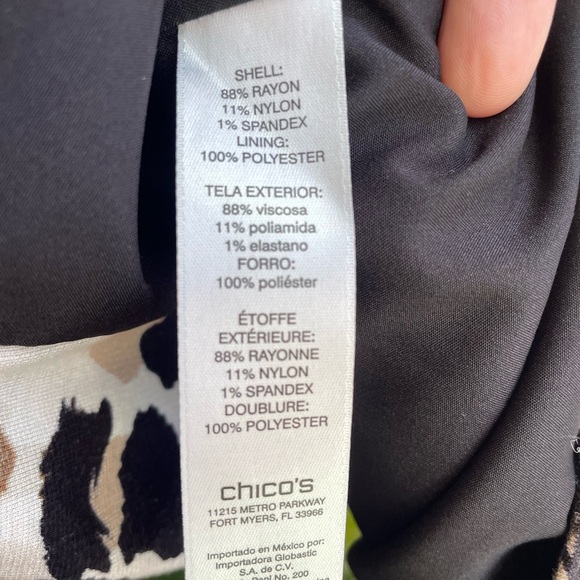 SHELL:
88% RAYON
11% NYLON
1% SPANDEX
LINING:
100% POLYESTER
TELA EXTERIOR:
88% viscosa
11% poliamida
1% elastano
FORRO:
100% poliéster
ÉTOFFE
EXTÉRIEURE:
88% RAYONNE
11% NYLON
1% SPANDEX
DOUBLURE:
100% POLYESTER
chico's
11215 METRO PARKWAY
FORT MYERS, FL 33966
Importado en México por:
Importadora Globastic
S.A. de C.V.
No. 200